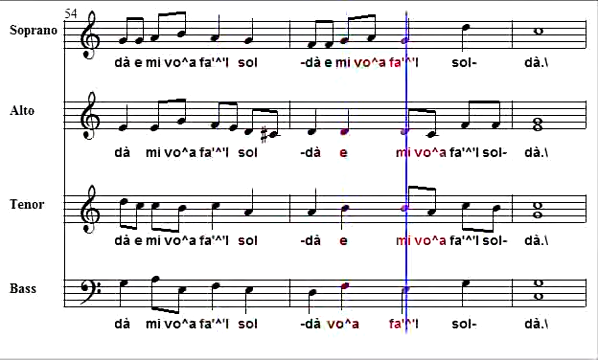 54
Soprano
dà e mi vo^a fa'^'l sol -dà e mi vo^a fa'^'l sol- dà.\
Alto
dà mi vo^a fa'^'l sol -dà e mi vo^a fa'^'l sol- dà.\
Tenor
dà e mi vo^a fa'^'l sol -dà e mi vo^a fa'^'l sol- dà.\
Bass
dà mi vo^a fa'^'l sol -dà vo^a fa'^'l sol- dà.\